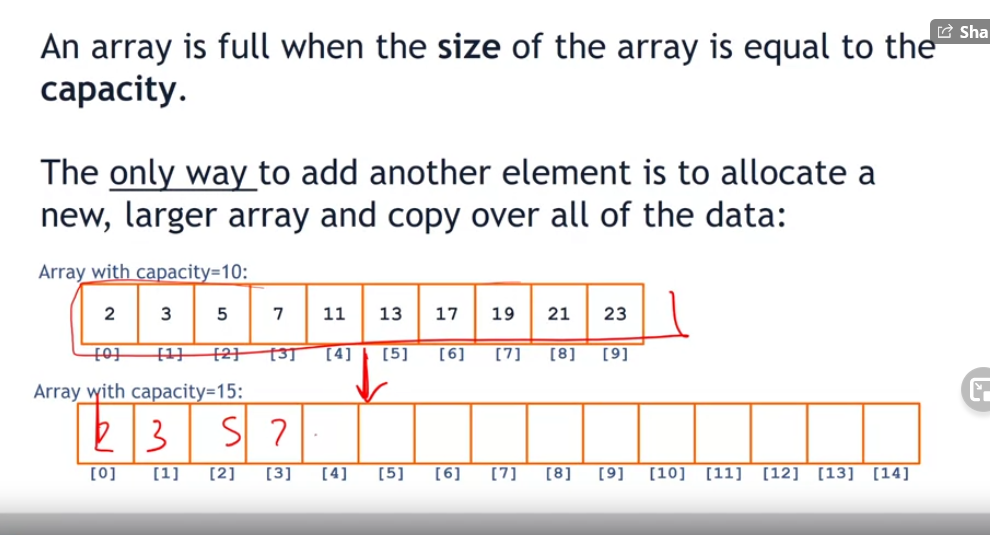 An array is full when the size of the array is equal to the
Sha
capacity.
The only way to add another element is to allocate a
new, larger array and copy over all of the data:
Array with capacity=10:
2 3 5 7 11 13 17 19 21 23
[0] [1] [2] [3] [4] [5] [6] [7] [8] [9]
Array with capacity=15:
2 3 5 7
[0] [1] [2] [3] [4] [5] [6] [7] [8] [9] [10] [11] [12] [13] [14]